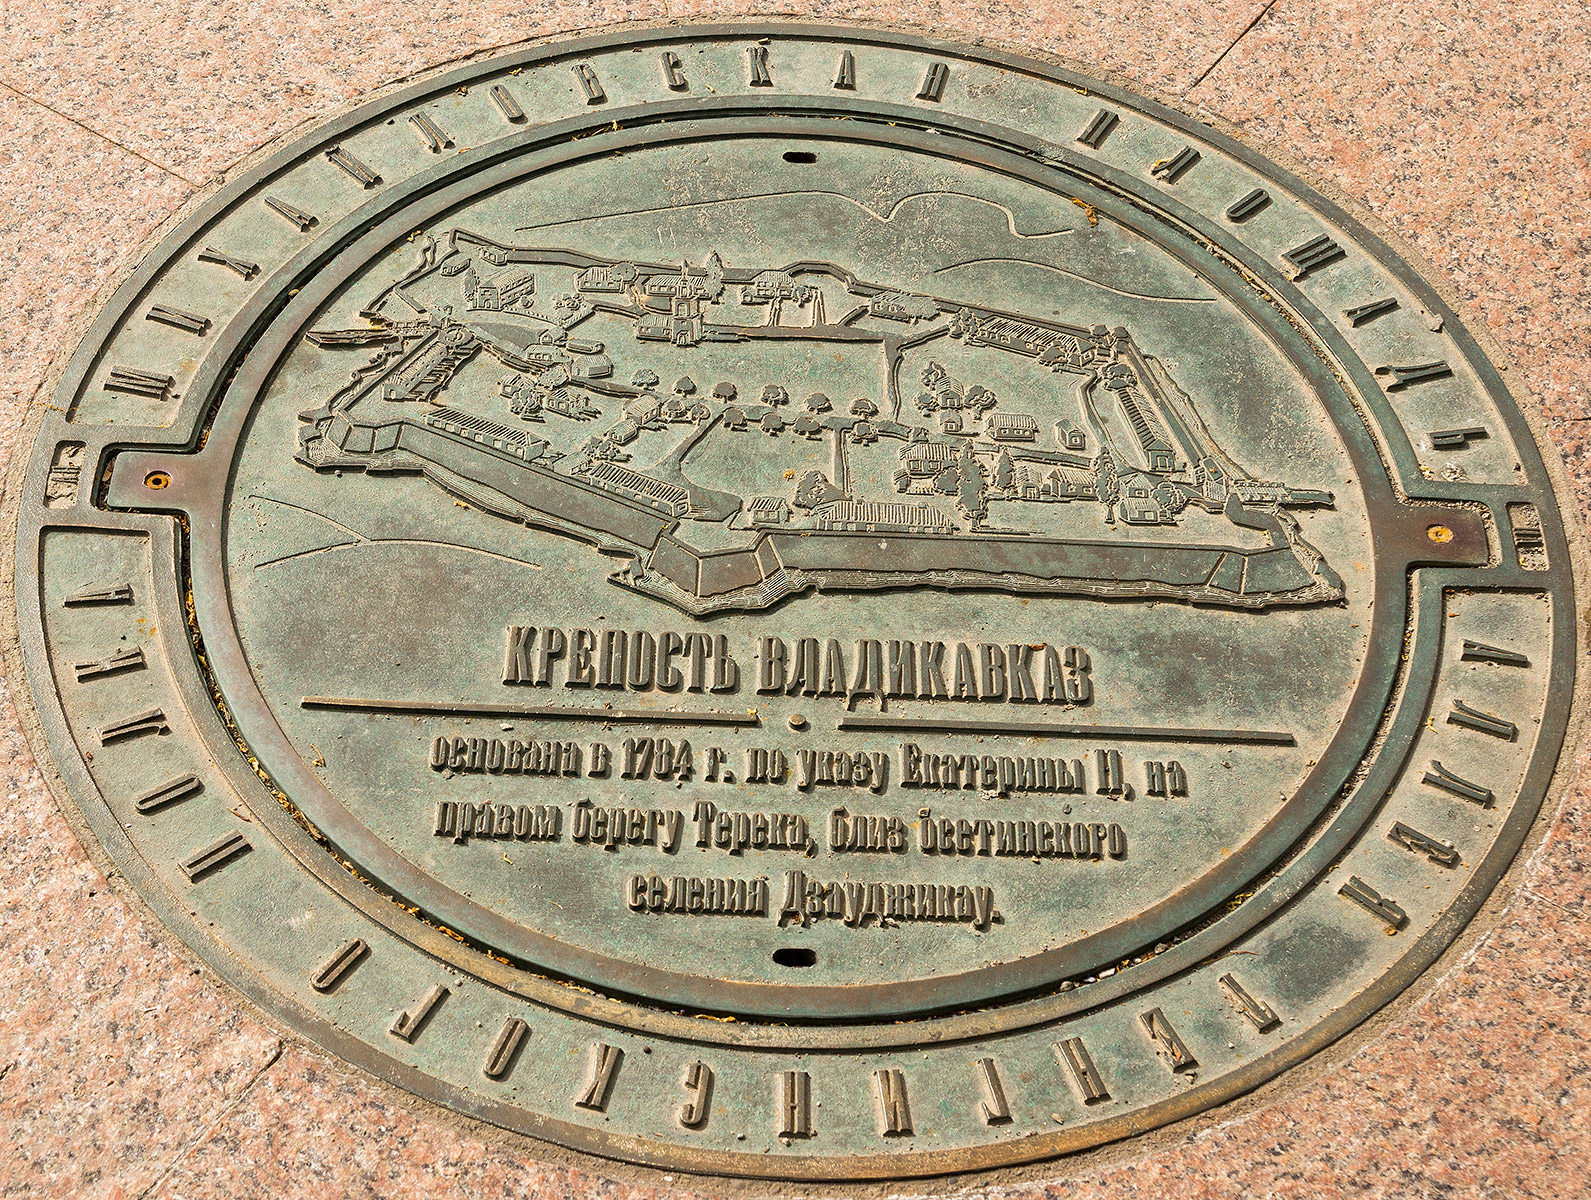 МИХАЙЛОВСКАЯ ПЛОЩАДЬ
КРЕПОСТЬ ВЛАДИКАВКАЗ
основана в 1784 г. по указу Екатерины II, на
правом берегу Терека, близ осетинского
селения Дзауджикау.
АЛЛЕЯ ТЕНГИНСКОГО ПОЛКА